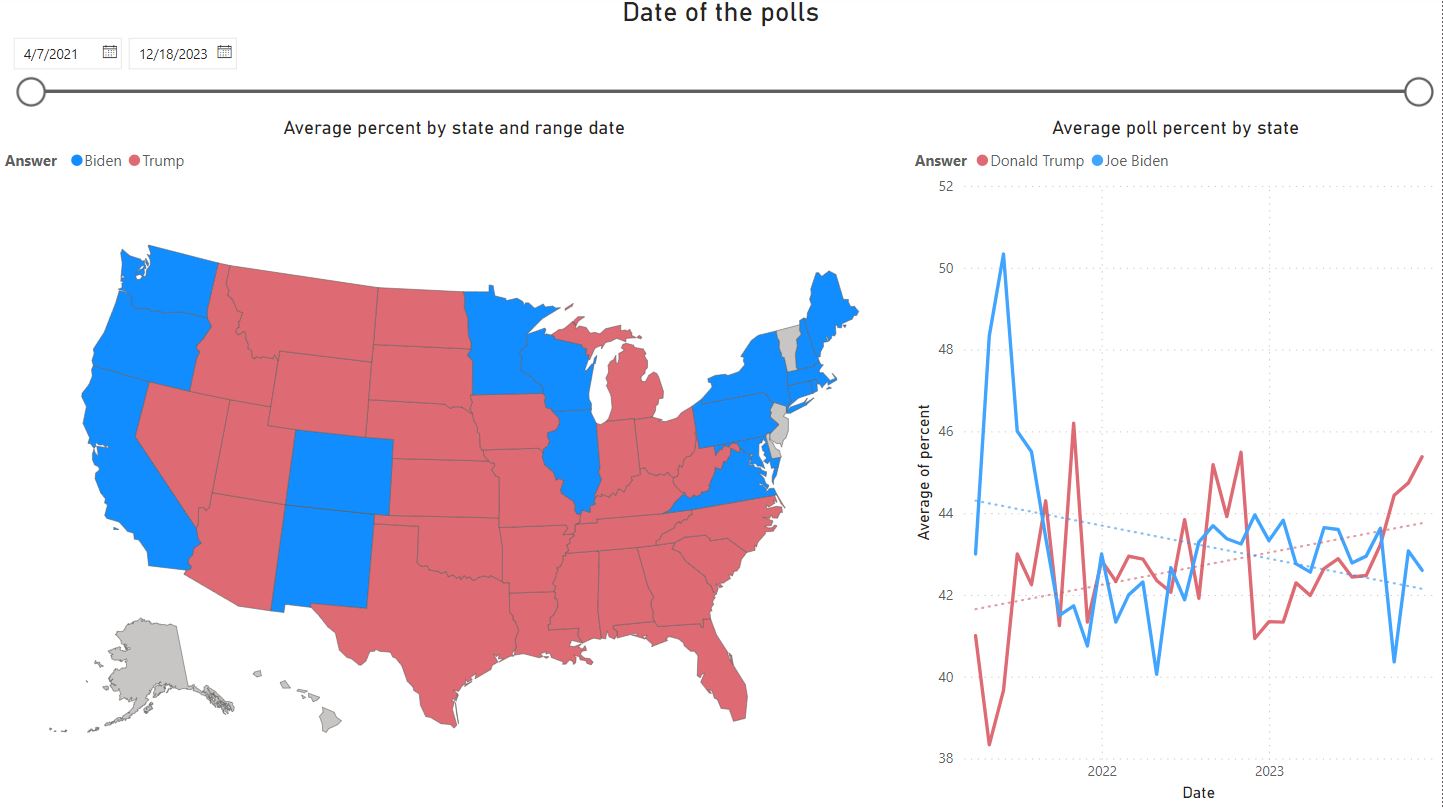 Date of the polls
4/7/2021 12/18/2023
Average percent by state and range date
Answer Biden Trump
Average poll percent by state
Answer Donald Trump Joe Biden
52
50
48
46
44
42
40
38
Average of percent
2022 2023
Date